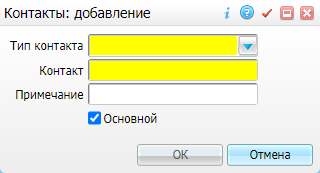 Контакты: добавление
Тип контакта
Контакт
Примечание
Основной
ОК Отмена